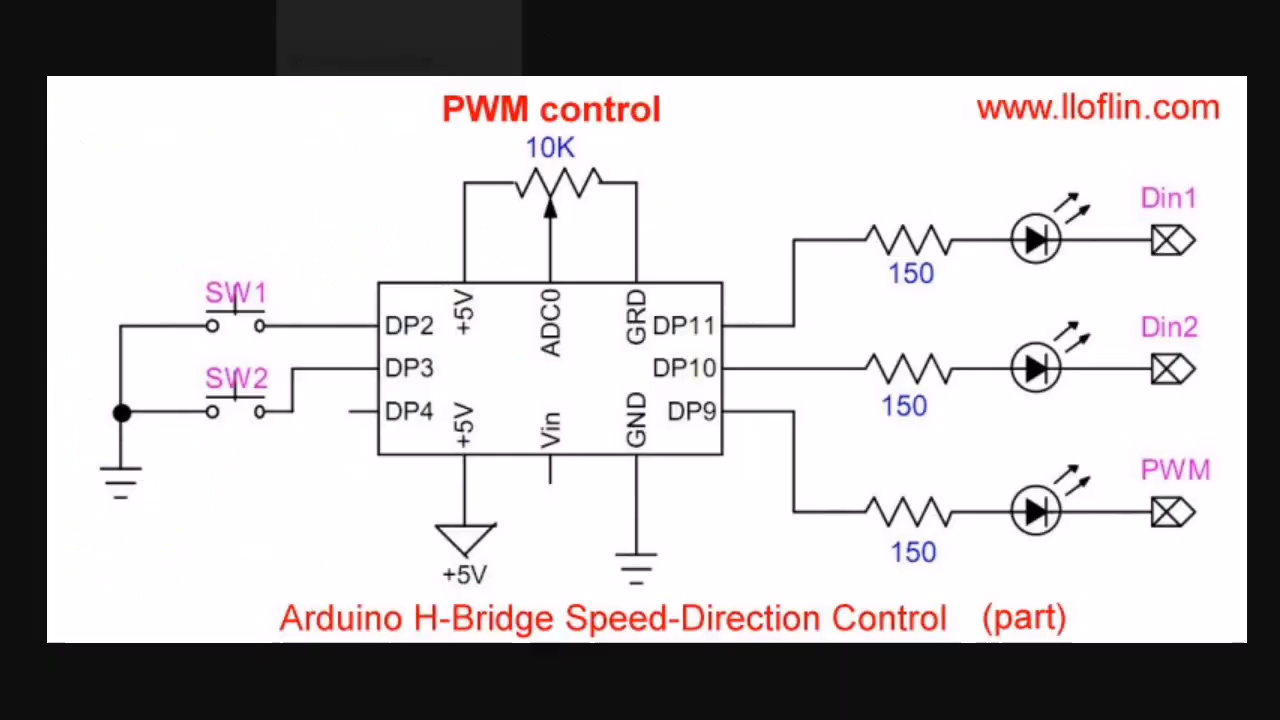 PWM control
www.lloflin.com
10K
Din1
150
SW1
+5V
ADC0
GRD
DP2
DP11
Din2
SW2
DP3
DP10
150
DP4
+5V
Vin
GND
DP9
PWM
150
+5V
Arduino H-Bridge Speed-Direction Control (part)